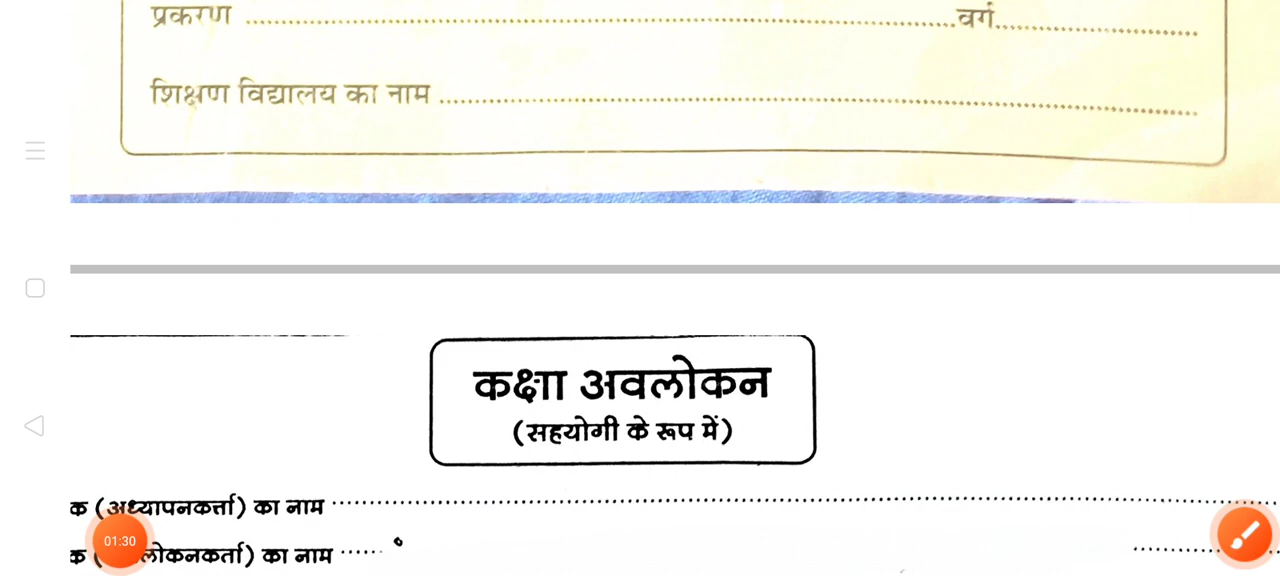 प्रकरण ........................................ वर्ग....................
शिक्षण विद्यालय का नाम ........................................
कक्षा अवलोकन
(सहयोगी के रूप में)
क (अध्यापनकर्त्ता) का नाम ........................................
क ( लोकनकर्ता) का नाम ...... ..........
01:30